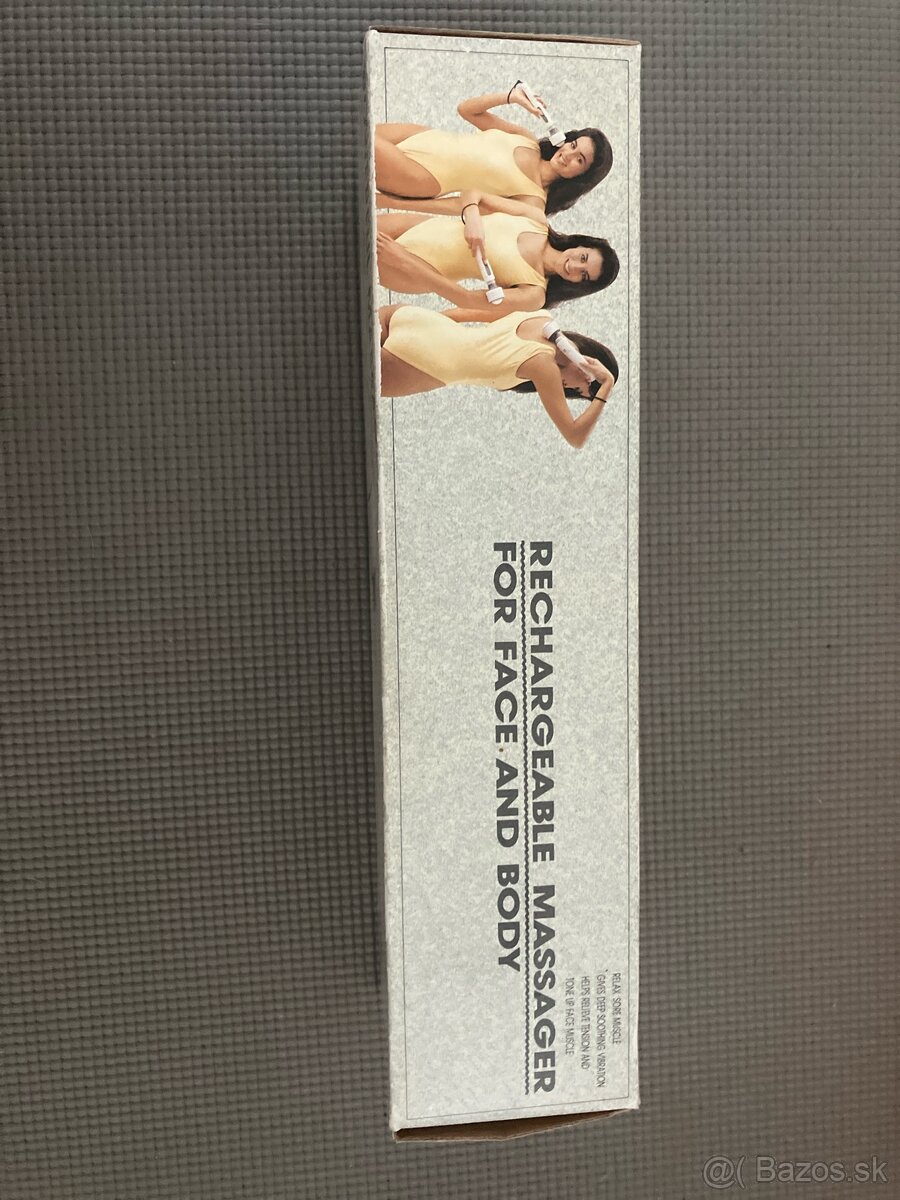 RECHARGEABLE MASSAGER
FOR FACE AND BODY
RELAX SORE MUSCLE
GIVES DEEP SOOTHING VIBRATION
HELPS RELIEVE TENSION AND
TONE UP FACE MUSCLE
@( Bazos.sk